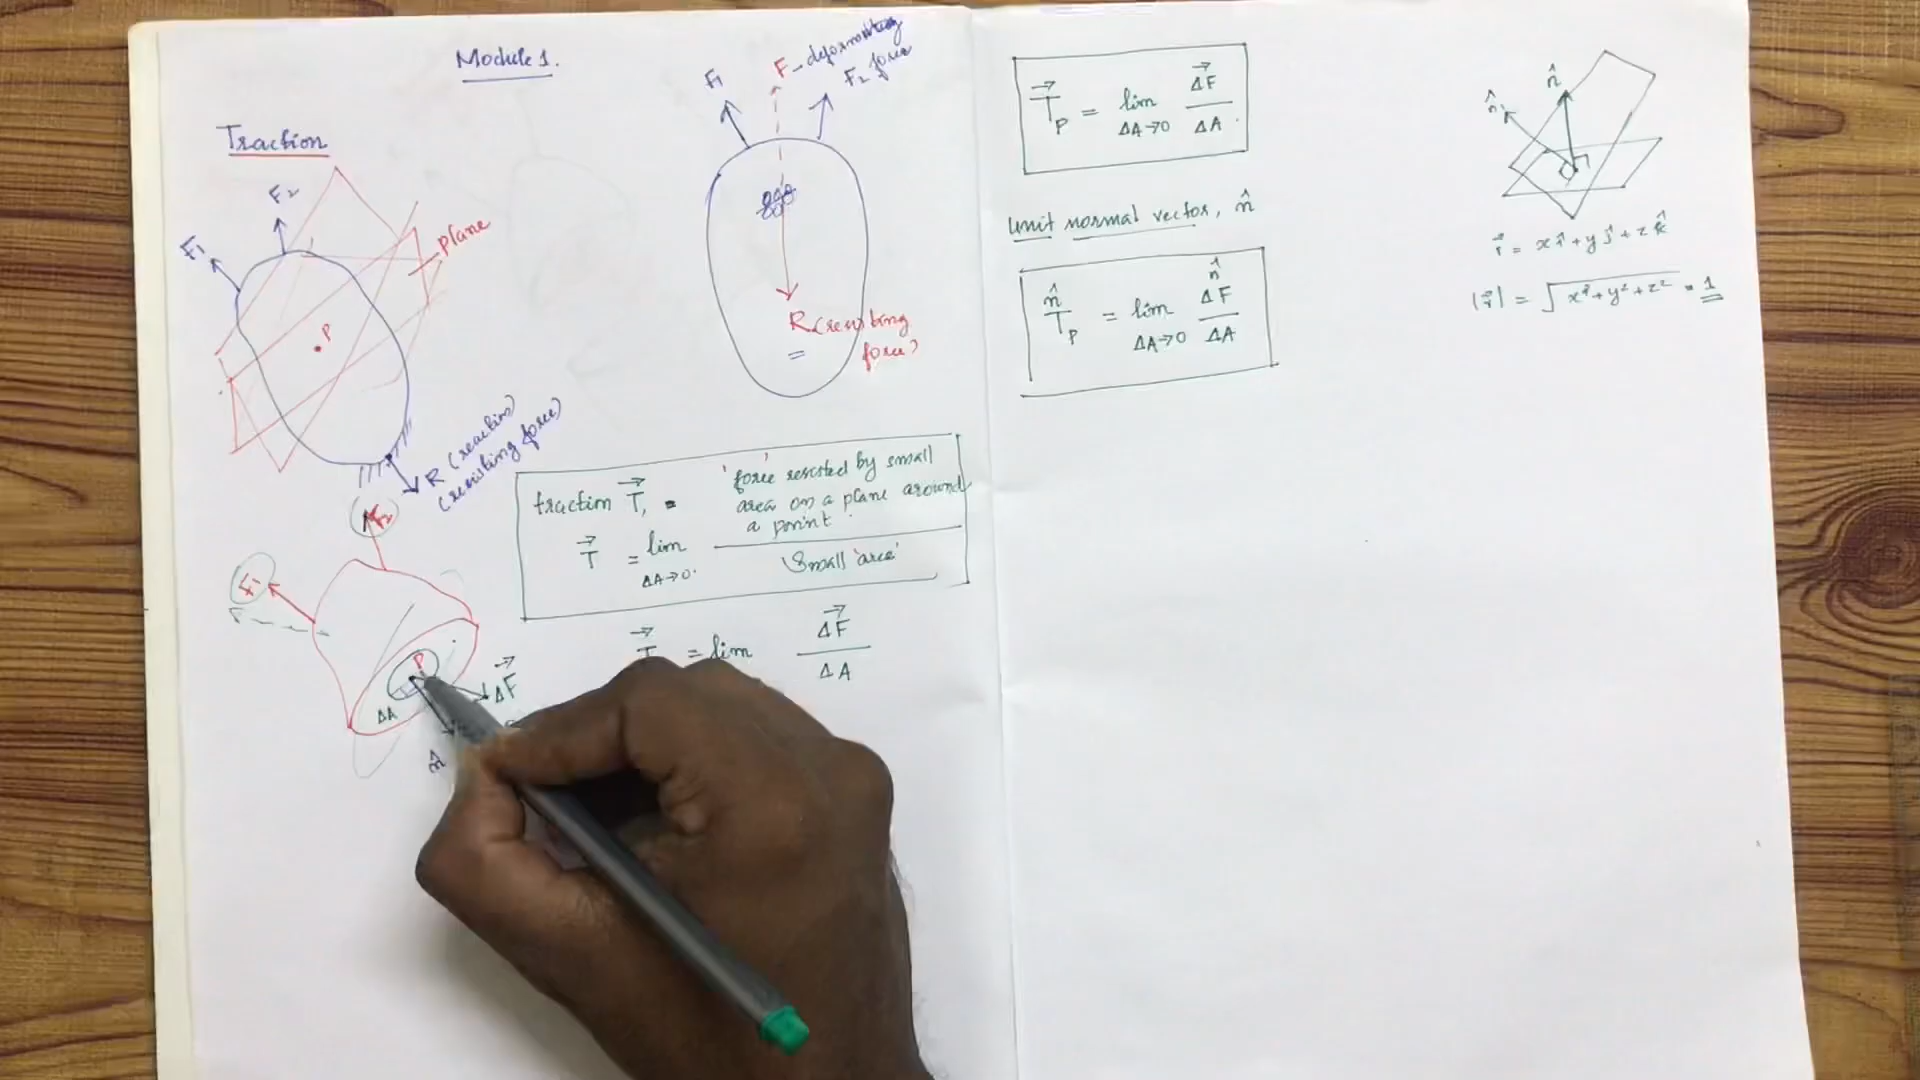 Module 1.
Traction
F₂
F₁
plane
P
R (reaction)
(resisting force)
F₁
F - deforming
F₂ force
R (resisting
force)
=
traction T⃗, = 'force' resisted by small
area on a plane around
a point.
T⃗ = lim
ΔA→0.
Small 'area'
F₂
F₁
P
ΔA
ΔF⃗
n̂
T⃗ = lim ΔF⃗
ΔA
T⃗_P = lim ΔF⃗
ΔA→0 ΔA.
Unit normal vector, n̂
n̂ n̂
T_P = lim ΔF
ΔA→0 ΔA
n̂
n̂₁
r⃗ = xî + yĵ + zk̂
|r⃗| = √x² + y² + z² = 1